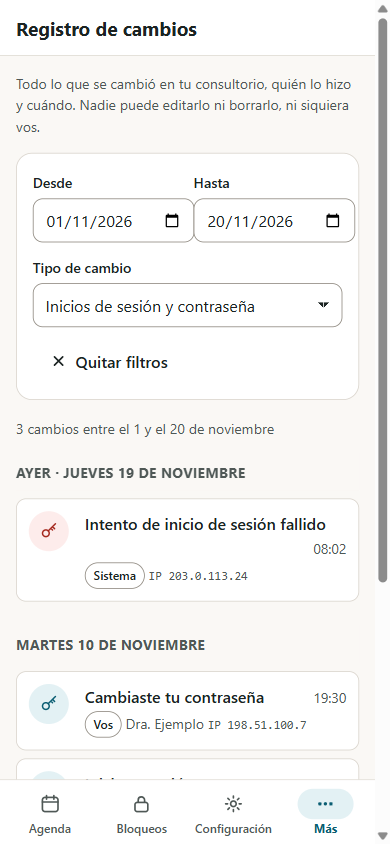 Registro de cambios
Todo lo que se cambió en tu consultorio, quién lo hizo
y cuándo. Nadie puede editarlo ni borrarlo, ni siquiera
vos.
Desde Hasta
01/11/2026 20/11/2026
Tipo de cambio
Inicios de sesión y contraseña
Quitar filtros
3 cambios entre el 1 y el 20 de noviembre
AYER · JUEVES 19 DE NOVIEMBRE
Intento de inicio de sesión fallido
08:02
Sistema IP 203.0.113.24
MARTES 10 DE NOVIEMBRE
Cambiaste tu contraseña 19:30
Vos Dra. Ejemplo IP 198.51.100.7
Agenda Bloqueos Configuración Más